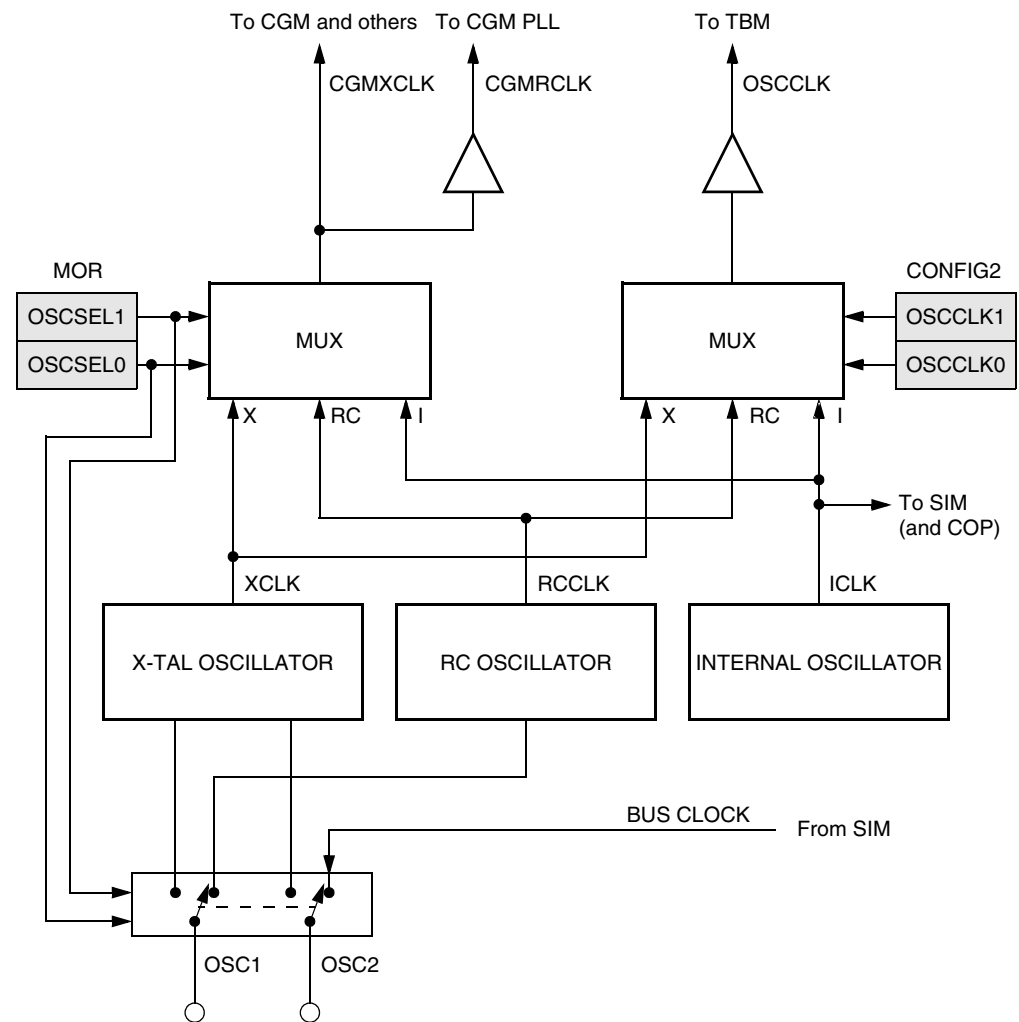 To CGM and others
To CGM PLL
To TBM
CGMXCLK
CGMRCLK
OSCCLK
MOR
CONFIG2
OSCSEL1
MUX
MUX
OSCCLK1
OSCSEL0
OSCCLK0
X
RC
I
X
RC
I
To SIM
(and COP)
XCLK
RCCLK
ICLK
X-TAL OSCILLATOR
RC OSCILLATOR
INTERNAL OSCILLATOR
BUS CLOCK
From SIM
OSC1
OSC2